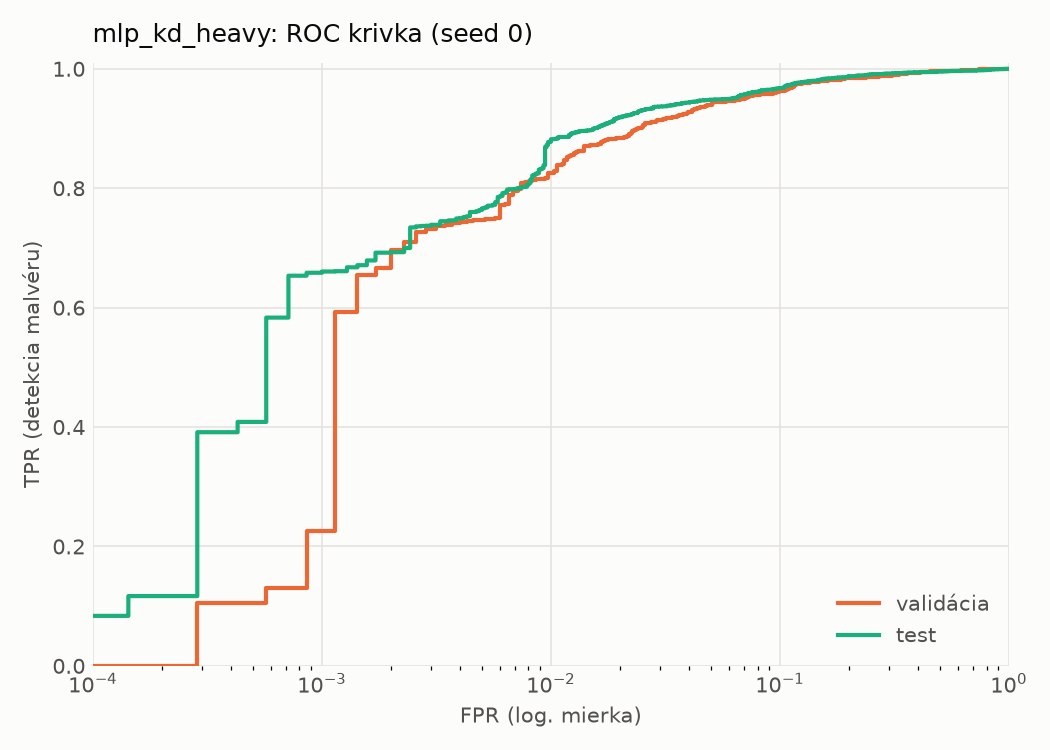 mlp_kd_heavy: ROC krivka (seed 0)
1.0
0.8
0.6
0.4
0.2
0.0
TPR (detekcia malvéru)
validácia
test
10⁻⁴ 10⁻³ 10⁻² 10⁻¹ 10⁰
FPR (log. mierka)